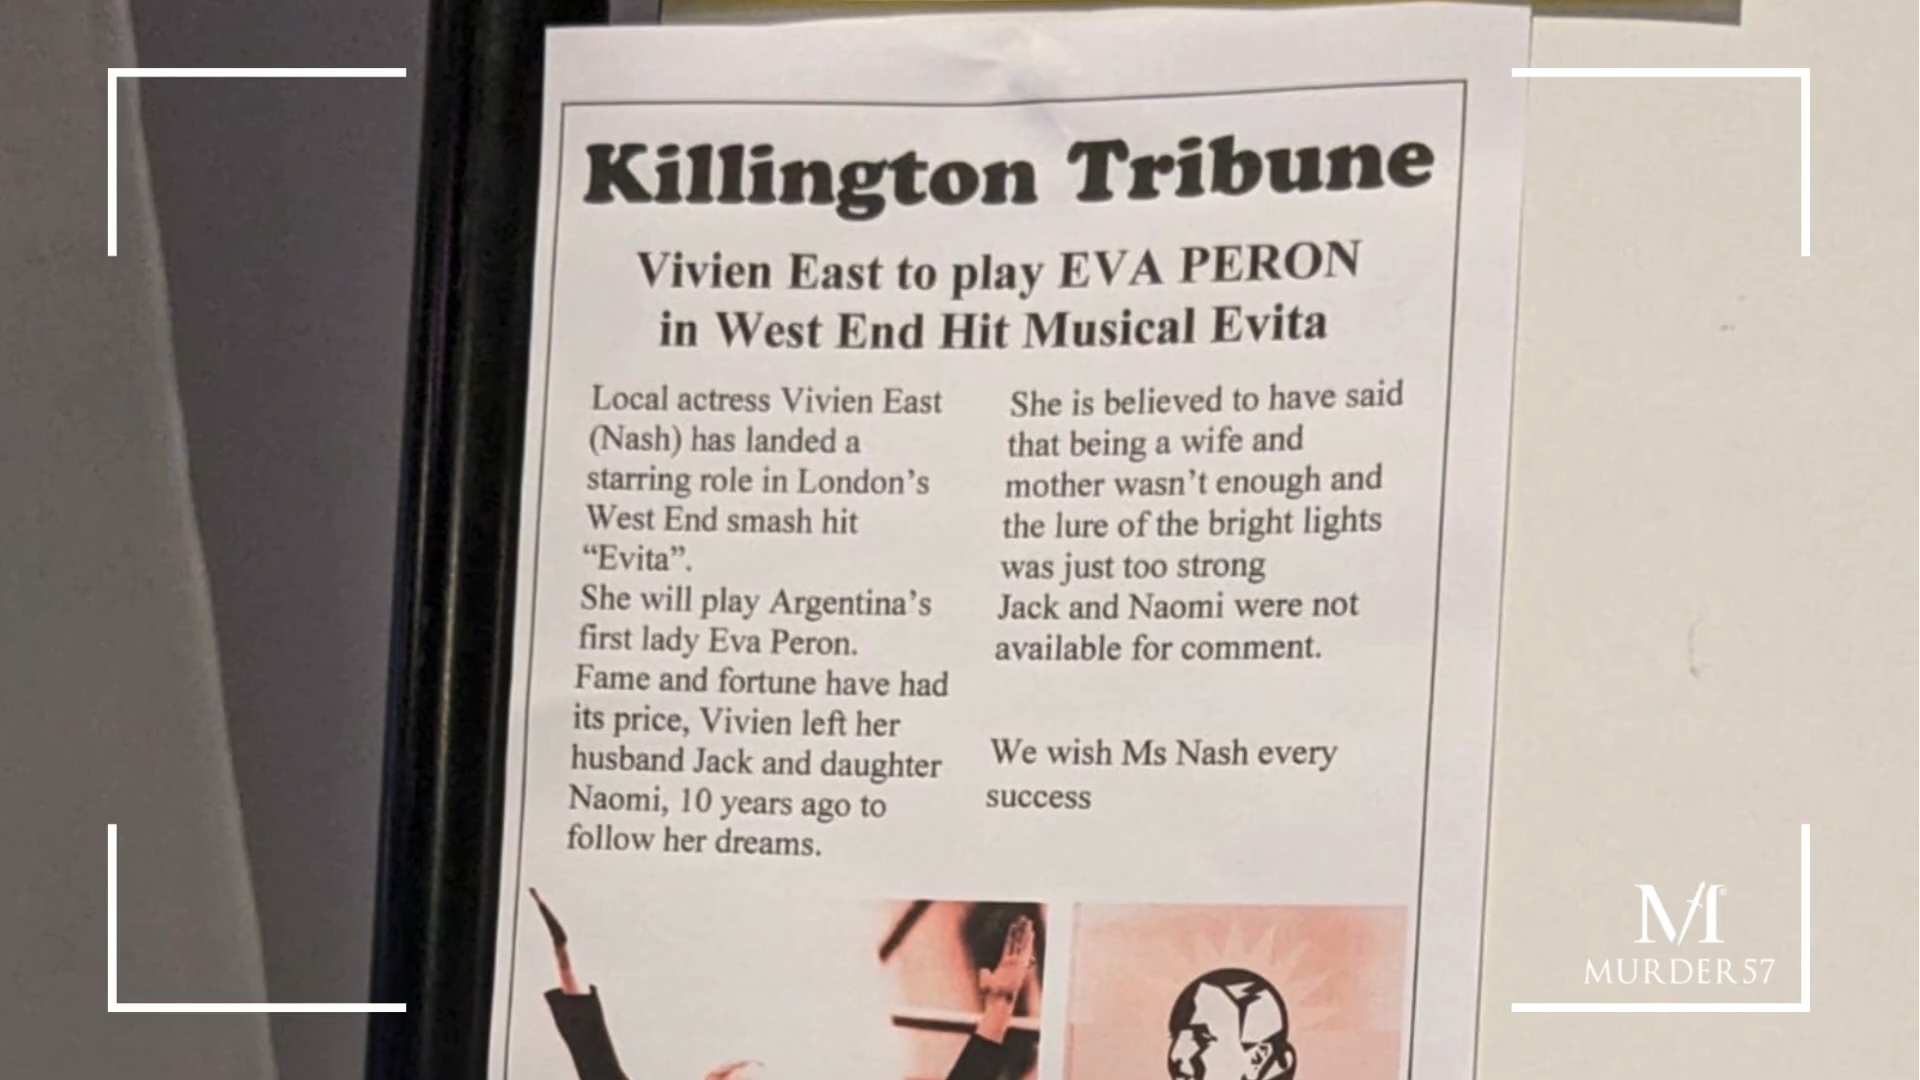 Killington Tribune
Vivien East to play EVA PERON
in West End Hit Musical Evita
Local actress Vivien East
(Nash) has landed a
starring role in London’s
West End smash hit
“Evita”.
She will play Argentina’s
first lady Eva Peron.
Fame and fortune have had
its price, Vivien left her
husband Jack and daughter
Naomi, 10 years ago to
follow her dreams.
She is believed to have said
that being a wife and
mother wasn’t enough and
the lure of the bright lights
was just too strong
Jack and Naomi were not
available for comment.
We wish Ms Nash every
success
M
MURDER57